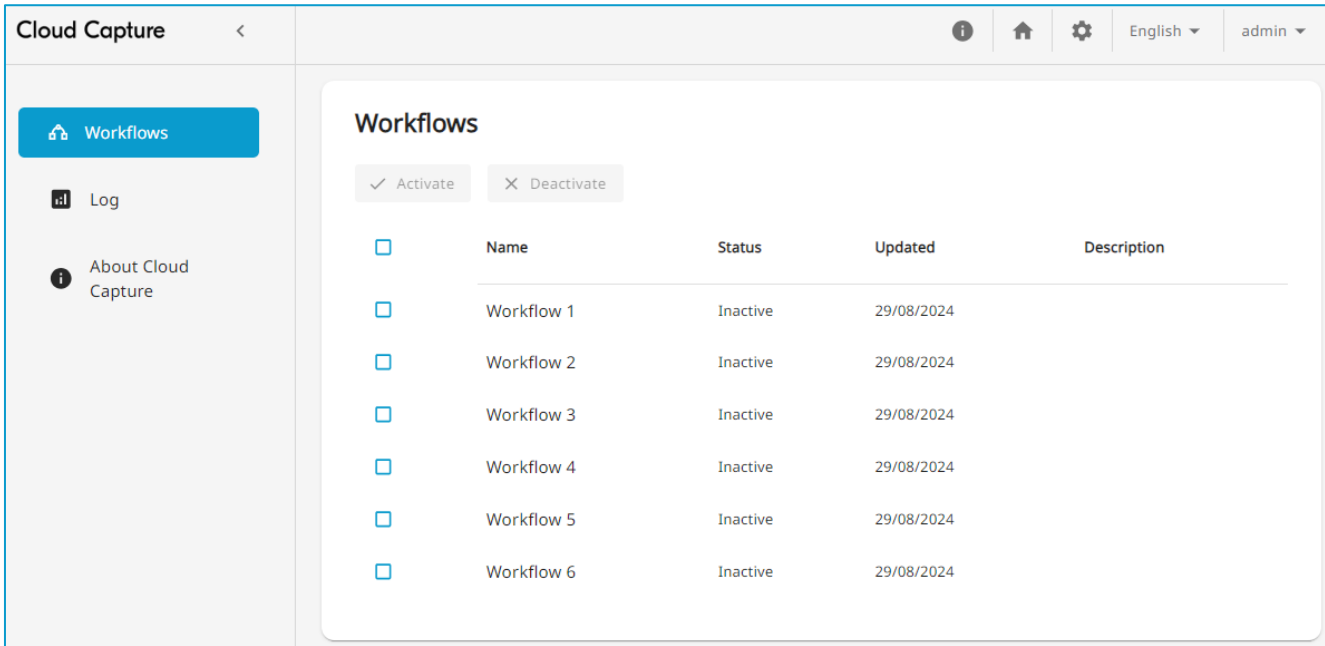 Cloud Capture
English
admin
Workflows
Log
About Cloud
Capture
Workflows
Activate Deactivate
Name Status Updated Description
Workflow 1 Inactive 29/08/2024
Workflow 2 Inactive 29/08/2024
Workflow 3 Inactive 29/08/2024
Workflow 4 Inactive 29/08/2024
Workflow 5 Inactive 29/08/2024
Workflow 6 Inactive 29/08/2024